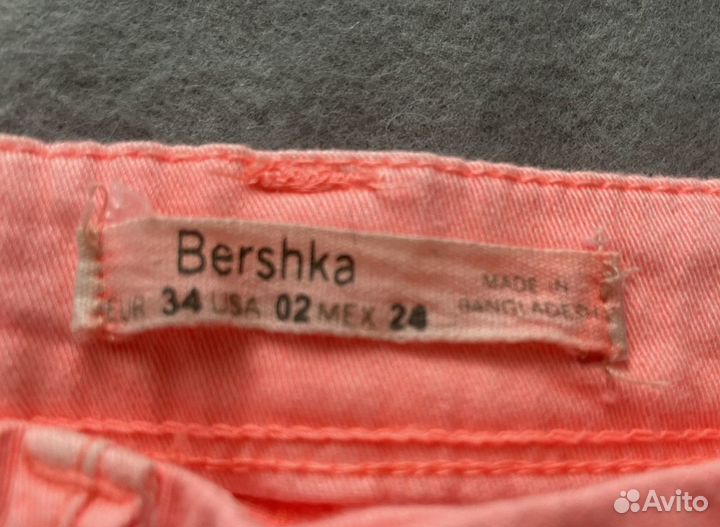 Bershka
EUR 34 USA 02 MEX 24
MADE IN
BANGLADESH
Avito